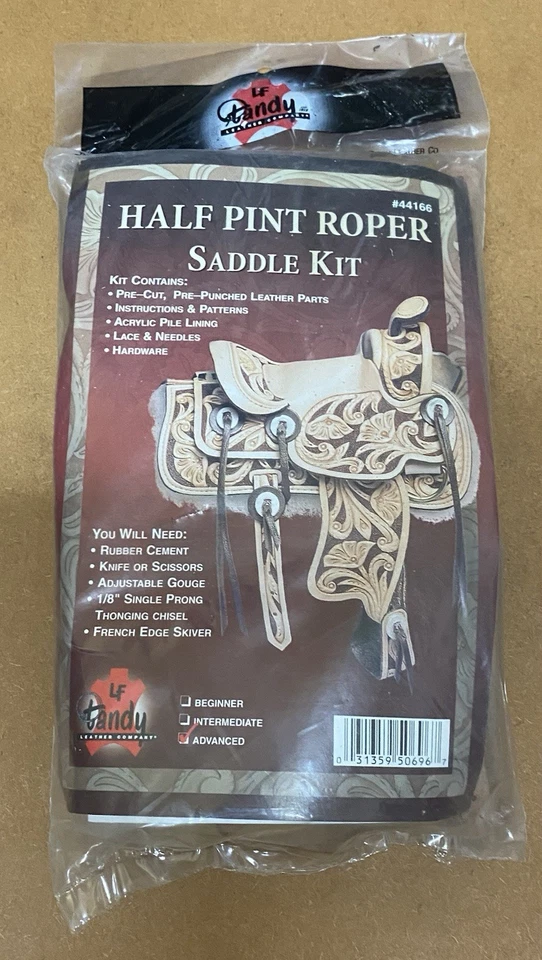 LF
Tandy
LEATHER COMPANY
#44166
HALF PINT ROPER
SADDLE KIT
KIT CONTAINS:
• PRE-CUT, PRE-PUNCHED LEATHER PARTS
• INSTRUCTIONS & PATTERNS
• ACRYLIC PILE LINING
• LACE & NEEDLES
• HARDWARE
YOU WILL NEED:
• RUBBER CEMENT
• KNIFE OR SCISSORS
• ADJUSTABLE GOUGE
• 1/8" SINGLE PRONG
THONGING CHISEL
• FRENCH EDGE SKIVER
LF
Tandy
LEATHER COMPANY
BEGINNER
INTERMEDIATE
ADVANCED
0 31359 50696 7